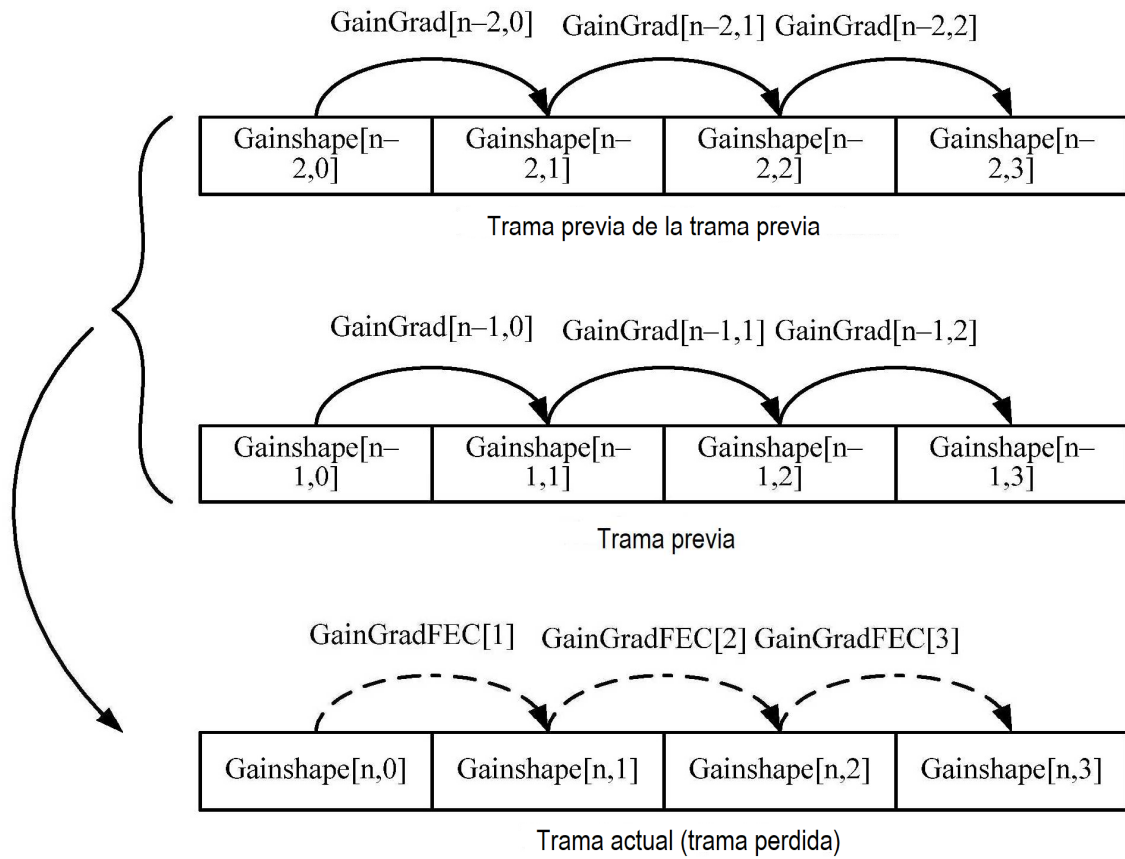 GainGrad[n–2,0] GainGrad[n–2,1] GainGrad[n–2,2]
Gainshape[n– Gainshape[n– Gainshape[n– Gainshape[n–
2,0] 2,1] 2,2] 2,3]
Trama previa de la trama previa
GainGrad[n–1,0] GainGrad[n–1,1] GainGrad[n–1,2]
Gainshape[n– Gainshape[n– Gainshape[n– Gainshape[n–
1,0] 1,1] 1,2] 1,3]
Trama previa
GainGradFEC[1] GainGradFEC[2] GainGradFEC[3]
Gainshape[n,0] Gainshape[n,1] Gainshape[n,2] Gainshape[n,3]
Trama actual (trama perdida)